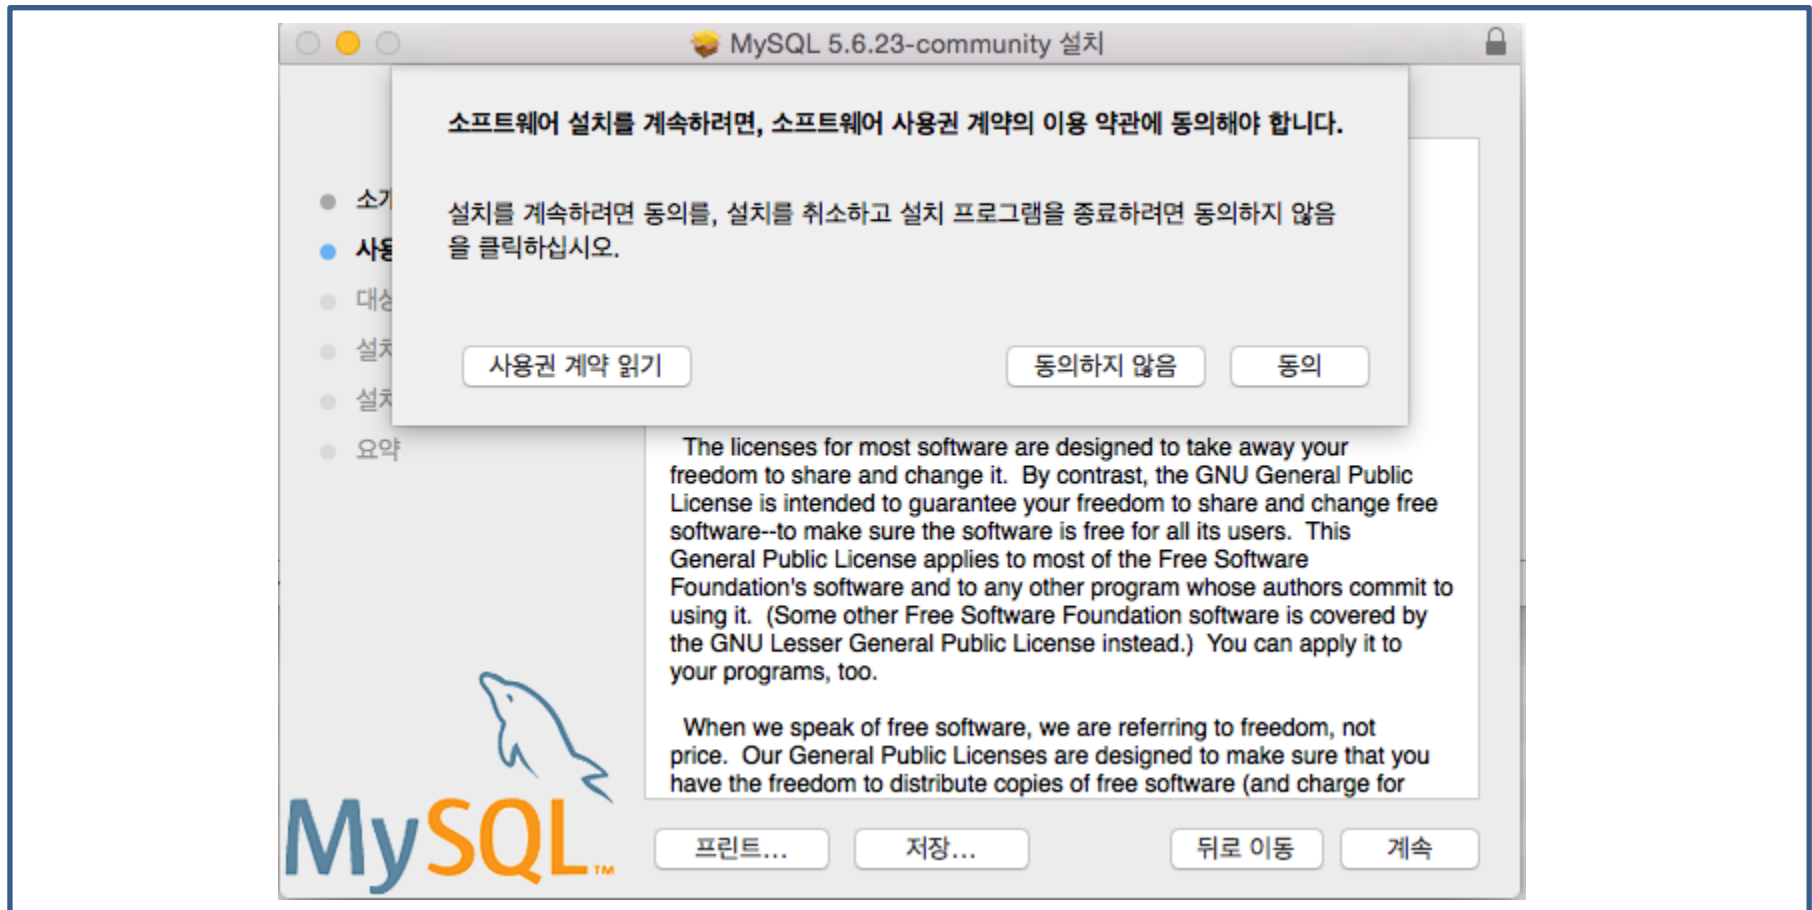 MySQL 5.6.23-community 설치
소프트웨어 설치를 계속하려면, 소프트웨어 사용권 계약의 이용 약관에 동의해야 합니다.
설치를 계속하려면 동의를, 설치를 취소하고 설치 프로그램을 종료하려면 동의하지 않음
을 클릭하십시오.
사용권 계약 읽기
동의하지 않음
동의
소개
사용
대상
설치
설치
요약
The licenses for most software are designed to take away your
freedom to share and change it.  By contrast, the GNU General Public
License is intended to guarantee your freedom to share and change free
software--to make sure the software is free for all its users.  This
General Public License applies to most of the Free Software
Foundation's software and to any other program whose authors commit to
using it.  (Some other Free Software Foundation software is covered by
the GNU Lesser General Public License instead.)  You can apply it to
your programs, too.
When we speak of free software, we are referring to freedom, not
price.  Our General Public Licenses are designed to make sure that you
have the freedom to distribute copies of free software (and charge for
MySQL™
프린트...
저장...
뒤로 이동
계속